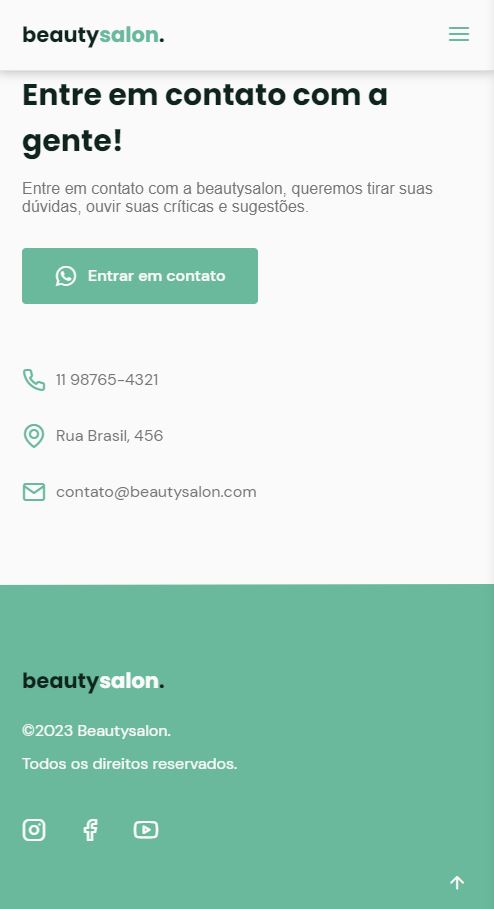 beautysalon.
Entre em contato com a
gente!
Entre em contato com a beautysalon, queremos tirar suas
dúvidas, ouvir suas críticas e sugestões.
Entrar em contato
11 98765-4321
Rua Brasil, 456
contato@beautysalon.com
beautysalon.
©2023 Beautysalon.
Todos os direitos reservados.